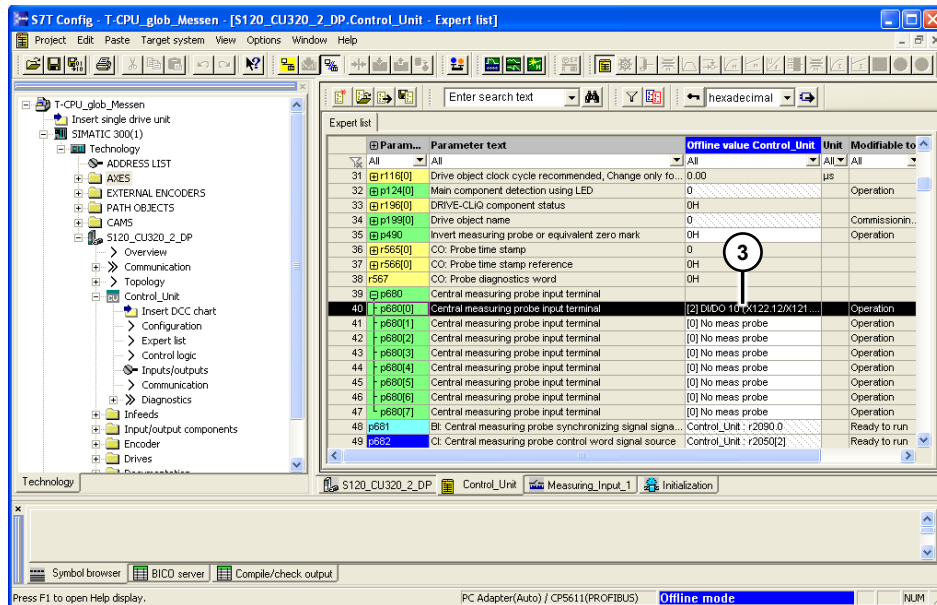 S7T Config - T-CPU_glob_Messen - [S120_CU320_2_DP.Control_Unit - Expert list]
Project Edit Paste Target system View Options Window Help
Enter search text hexadecimal
T-CPU_glob_Messen
Insert single drive unit
SIMATIC 300(1)
Technology
ADDRESS LIST
AXES
EXTERNAL ENCODERS
PATH OBJECTS
CAMS
S120_CU320_2_DP
Overview
Communication
Topology
Control_Unit
Insert DCC chart
Configuration
Expert list
Control logic
Inputs/outputs
Communication
Diagnostics
Infeeds
Input/output components
Encoder
Drives
Documentation
Technology
Expert list
Param... Parameter text Offline value Control_Unit Unit Modifiable to
All All All All All
31 r116[0] Drive object clock cycle recommended, Change only fo... 0.00 µs
32 p124[0] Main component detection using LED 0 Operation
33 r196[0] DRIVE-CLiQ component status 0H
34 p199[0] Drive object name 0 Commissionin...
35 p490 Invert measuring probe or equivalent zero mark 0H Operation
36 r565[0] CO: Probe time stamp 0
37 r566[0] CO: Probe time stamp reference 0H
38 r567 CO: Probe diagnostics word 0H
39 p680 Central measuring probe input terminal
40 p680[0] Central measuring probe input terminal [2] DI/DO 10 (X122.12/X121.... Operation
41 p680[1] Central measuring probe input terminal [0] No meas probe Operation
42 p680[2] Central measuring probe input terminal [0] No meas probe Operation
43 p680[3] Central measuring probe input terminal [0] No meas probe Operation
44 p680[4] Central measuring probe input terminal [0] No meas probe Operation
45 p680[5] Central measuring probe input terminal [0] No meas probe Operation
46 p680[6] Central measuring probe input terminal [0] No meas probe Operation
47 p680[7] Central measuring probe input terminal [0] No meas probe Operation
48 p681 BI: Central measuring probe synchronizing signal signa... Control_Unit : r2090.0 Ready to run
49 p682 CI: Central measuring probe control word signal source Control_Unit : r2050[2] Ready to run
3
S120_CU320_2_DP Control_Unit Measuring_Input_1 Initialization
Symbol browser BICO server Compile/check output
Press F1 to open Help display. PC Adapter(Auto) / CP5611(PROFIBUS) Offline mode NUM